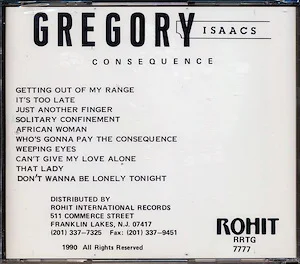 GREGORY
ISAACS
CONSEQUENCE
GETTING OUT OF MY RANGE
IT'S TOO LATE
JUST ANOTHER FINGER
SOLITARY CONFINEMENT
AFRICAN WOMAN
WHO'S GONNA PAY THE CONSEQUENCE
WEEPING EYES
CAN'T GIVE MY LOVE ALONE
THAT LADY
DON'T WANNA BE LONELY TONIGHT
DISTRIBUTED BY
ROHIT INTERNATIONAL RECORDS
511 COMMERCE STREET
FRANKLIN LAKES, N.J. 07417
(201) 337-7325 Fax: (201) 337-9451
1990 All Rights Reserved
ROHIT
RRTG
7777